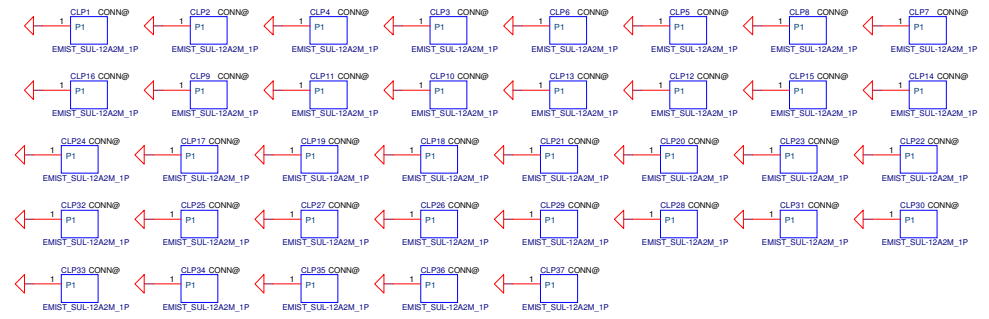 CLP1 CONN@ CLP2 CONN@ CLP4 CONN@ CLP3 CONN@ CLP6 CONN@ CLP5 CONN@ CLP8 CONN@ CLP7 CONN@
1 P1 1 P1 1 P1 1 P1 1 P1 1 P1 1 P1 1 P1
EMIST_SUL-12A2M_1P EMIST_SUL-12A2M_1P EMIST_SUL-12A2M_1P EMIST_SUL-12A2M_1P EMIST_SUL-12A2M_1P EMIST_SUL-12A2M_1P EMIST_SUL-12A2M_1P EMIST_SUL-12A2M_1P
CLP16 CONN@ CLP9 CONN@ CLP11 CONN@ CLP10 CONN@ CLP13 CONN@ CLP12 CONN@ CLP15 CONN@ CLP14 CONN@
1 P1 1 P1 1 P1 1 P1 1 P1 1 P1 1 P1 1 P1
EMIST_SUL-12A2M_1P EMIST_SUL-12A2M_1P EMIST_SUL-12A2M_1P EMIST_SUL-12A2M_1P EMIST_SUL-12A2M_1P EMIST_SUL-12A2M_1P EMIST_SUL-12A2M_1P EMIST_SUL-12A2M_1P
CLP24 CONN@ CLP17 CONN@ CLP19 CONN@ CLP18 CONN@ CLP21 CONN@ CLP20 CONN@ CLP23 CONN@ CLP22 CONN@
1 P1 1 P1 1 P1 1 P1 1 P1 1 P1 1 P1 1 P1
EMIST_SUL-12A2M_1P EMIST_SUL-12A2M_1P EMIST_SUL-12A2M_1P EMIST_SUL-12A2M_1P EMIST_SUL-12A2M_1P EMIST_SUL-12A2M_1P EMIST_SUL-12A2M_1P EMIST_SUL-12A2M_1P
CLP32 CONN@ CLP25 CONN@ CLP27 CONN@ CLP26 CONN@ CLP29 CONN@ CLP28 CONN@ CLP31 CONN@ CLP30 CONN@
1 P1 1 P1 1 P1 1 P1 1 P1 1 P1 1 P1 1 P1
EMIST_SUL-12A2M_1P EMIST_SUL-12A2M_1P EMIST_SUL-12A2M_1P EMIST_SUL-12A2M_1P EMIST_SUL-12A2M_1P EMIST_SUL-12A2M_1P EMIST_SUL-12A2M_1P EMIST_SUL-12A2M_1P
CLP33 CONN@ CLP34 CONN@ CLP35 CONN@ CLP36 CONN@ CLP37 CONN@
1 P1 1 P1 1 P1 1 P1 1 P1
EMIST_SUL-12A2M_1P EMIST_SUL-12A2M_1P EMIST_SUL-12A2M_1P EMIST_SUL-12A2M_1P EMIST_SUL-12A2M_1P